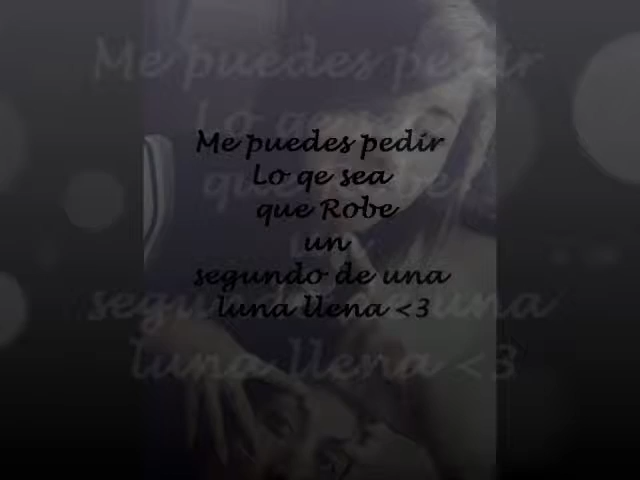 Me puedes pedir
Lo qe sea
que Robe
un
segundo de una
luna llena <3